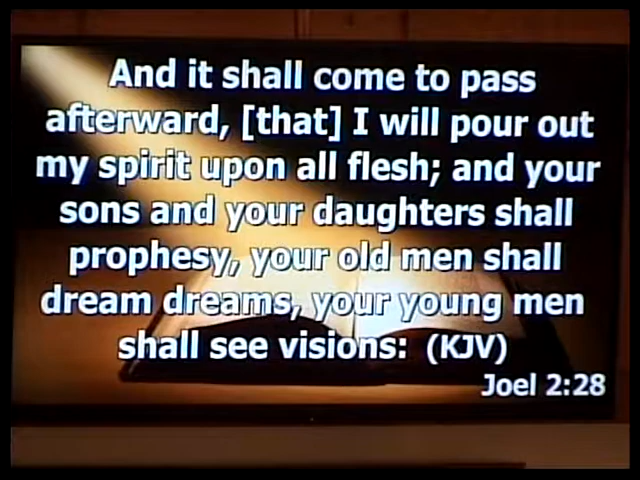 And it shall come to pass
afterward, [that] I will pour out
my spirit upon all flesh; and your
sons and your daughters shall
prophesy, your old men shall
dream dreams, your young men
shall see visions: (KJV)
Joel 2:28